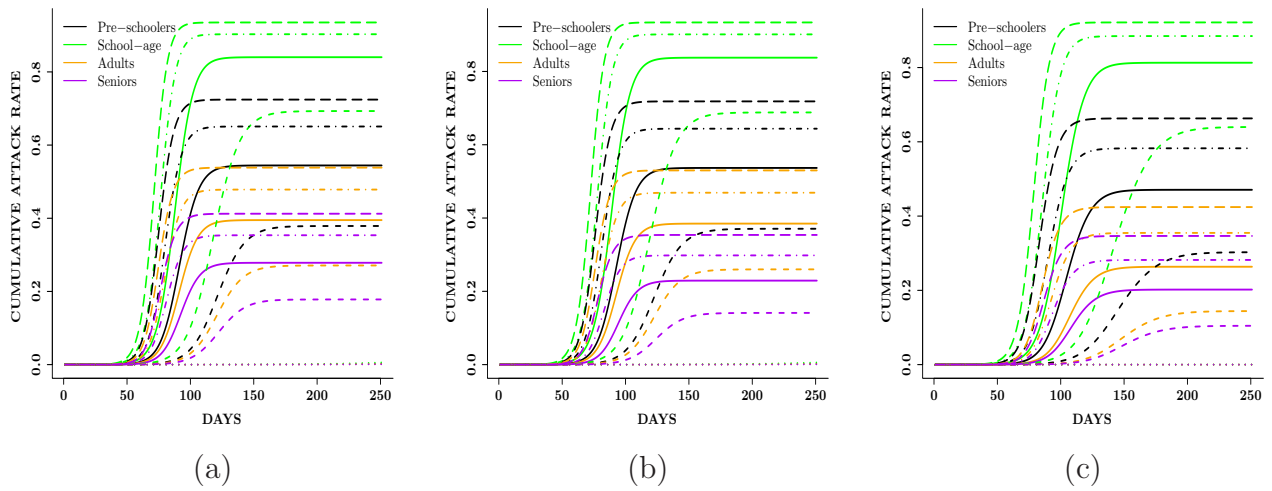 CUMULATIVE ATTACK RATE
0.0 0.2 0.4 0.6 0.8
Pre−schoolers
School−age
Adults
Seniors
0 50 100 150 200 250
DAYS
(a)
CUMULATIVE ATTACK RATE
0.0 0.2 0.4 0.6 0.8
Pre−schoolers
School−age
Adults
Seniors
0 50 100 150 200 250
DAYS
(b)
CUMULATIVE ATTACK RATE
0.0 0.2 0.4 0.6 0.8
Pre−schoolers
School−age
Adults
Seniors
0 50 100 150 200 250
DAYS
(c)